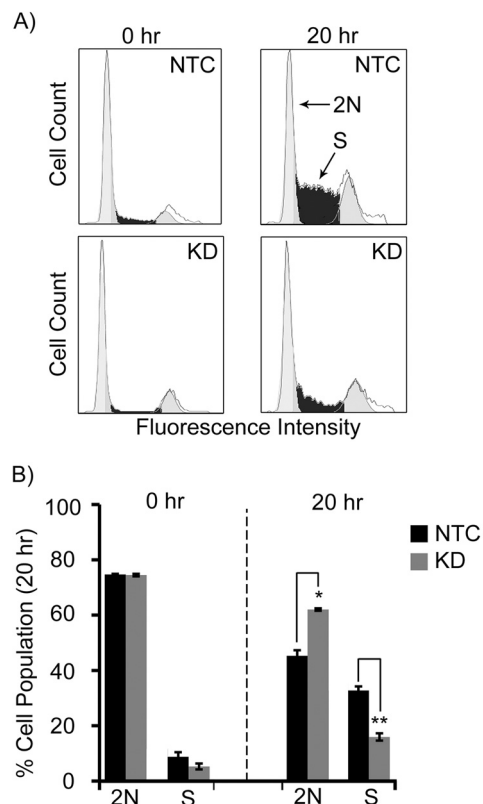 A)
0 hr
20 hr
NTC
NTC
2N
S
Cell Count
KD
KD
Cell Count
Fluorescence Intensity
B)
0 hr
20 hr
100
80
60
40
20
0
% Cell Population (20 hr)
NTC
KD
*
**
2N
S
2N
S